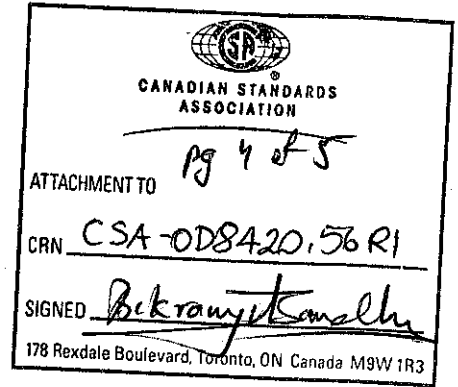 SA
®
CANADIAN STANDARDS
ASSOCIATION
pg 4 of 5
ATTACHMENT TO
CRN CSA-0D8420.56R1
SIGNED
178 Rexdale Boulevard, Toronto, ON Canada M9W 1R3